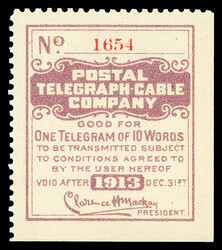 No. 1654
POSTAL
TELEGRAPH-CABLE
COMPANY
GOOD FOR
ONE TELEGRAM OF 10 WORDS
TO BE TRANSMITTED SUBJECT
TO CONDITIONS AGREED TO
BY THE USER HEREOF
VOID AFTER 1913 DEC. 31ST.
Clarence H Mackay
PRESIDENT.